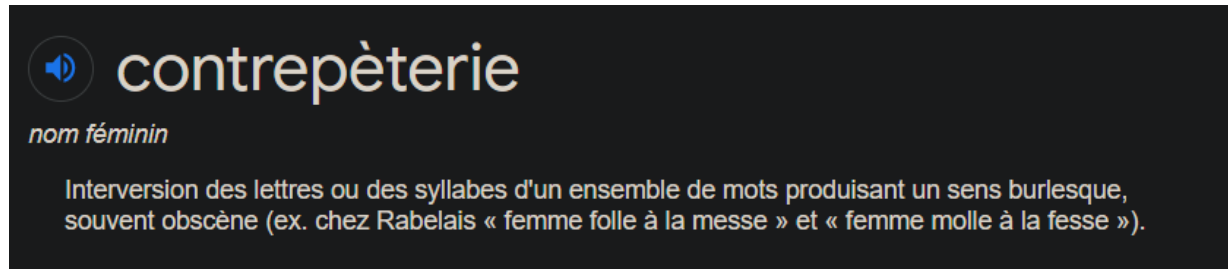 contrepèterie
nom féminin
Interversion des lettres ou des syllabes d'un ensemble de mots produisant un sens burlesque,
souvent obscène (ex. chez Rabelais « femme folle à la messe » et « femme molle à la fesse »).